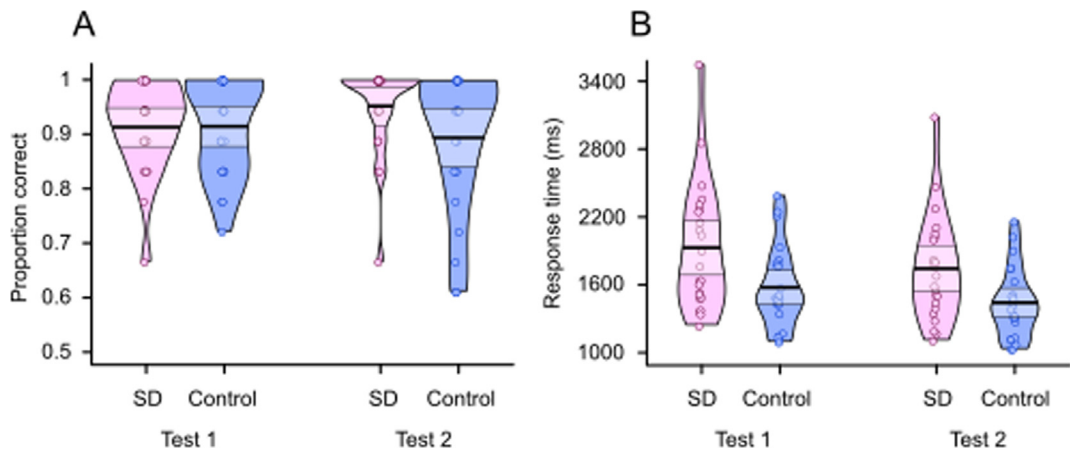 A
Proportion correct
1
0.9
0.8
0.7
0.6
0.5
SD Control SD Control
Test 1 Test 2
B
Response time (ms)
3400
2800
2200
1600
1000
SD Control SD Control
Test 1 Test 2